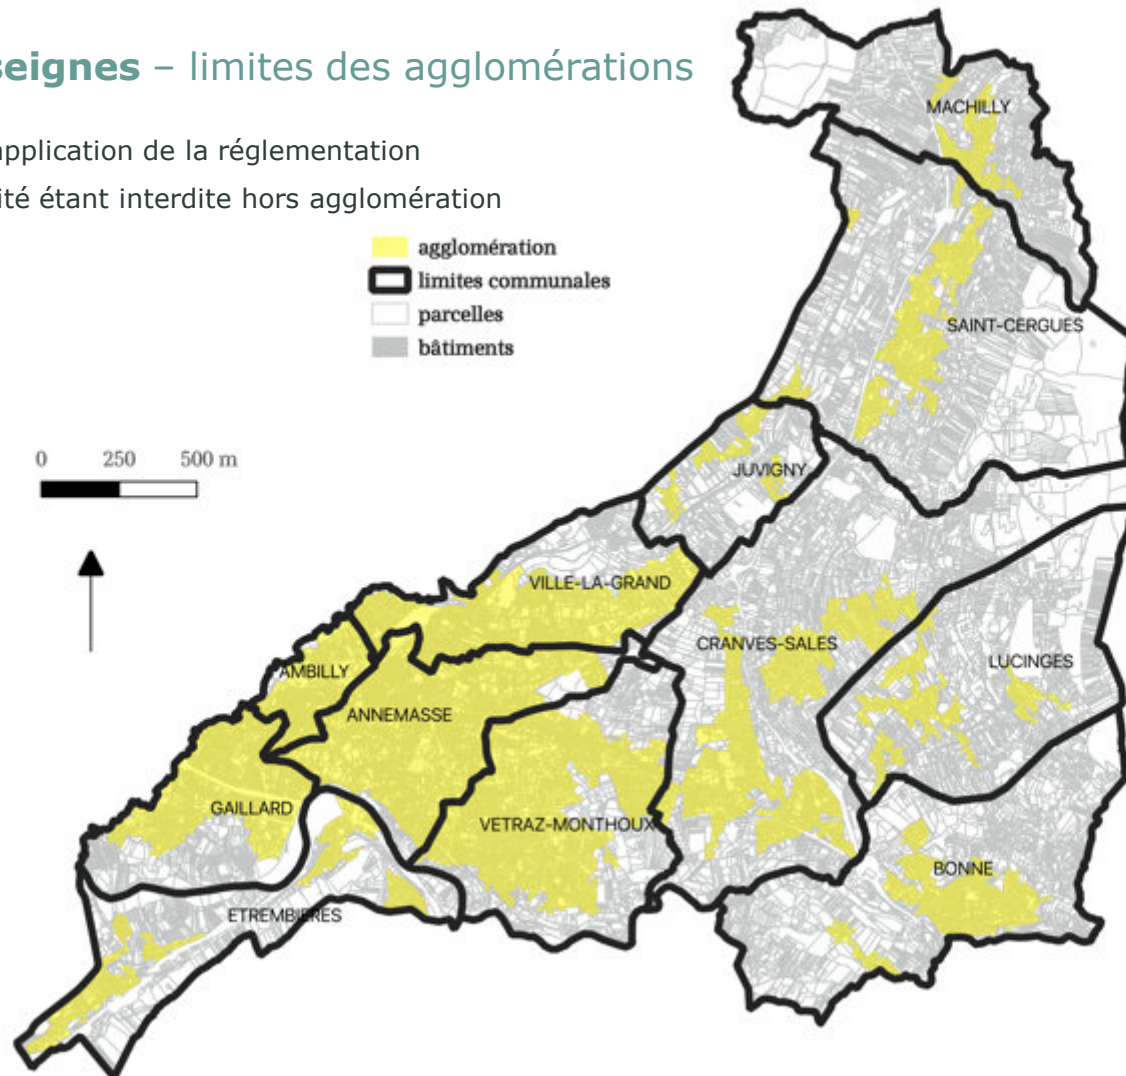 seignes – limites des agglomérations
application de la réglementation
ité étant interdite hors agglomération
agglomération
limites communales
parcelles
bâtiments
0 250 500 m
MACHILLY
SAINT-CERGUES
JUVIGNY
VILLE-LA-GRAND
CRANVES-SALES
LUCINGES
AMBILLY
ANNEMASSE
GAILLARD
VETRAZ-MONTHOUX
BONNE
ETREMBIERES